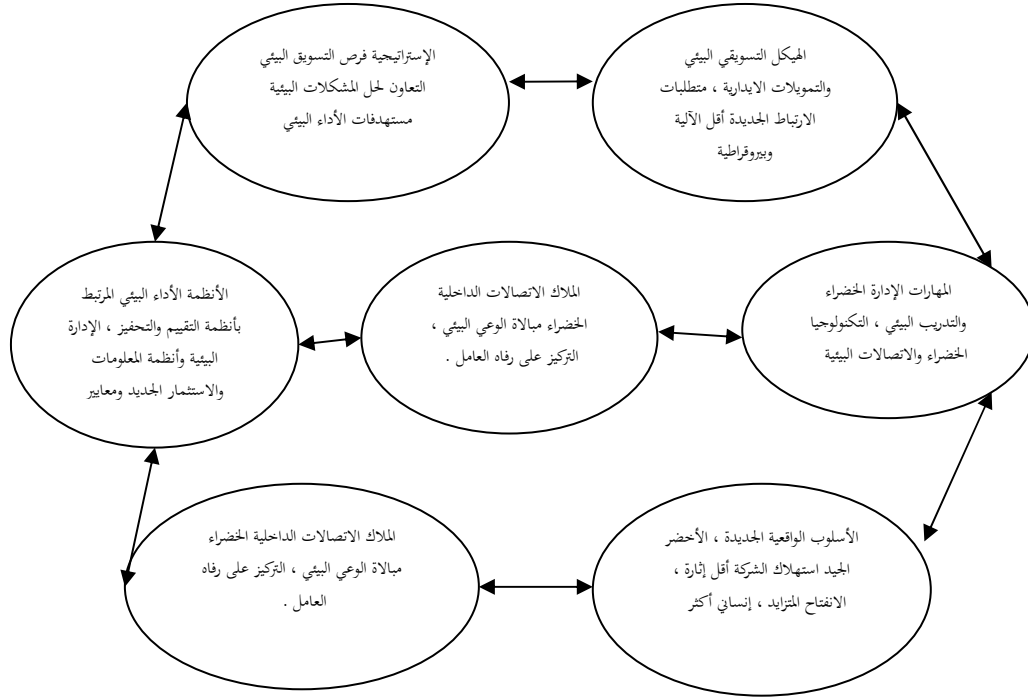 الهيكل التسويقي البيئي
والتمويلات الايدارية ، متطلبات
الارتباط الجديدة أقل الآلية
وبيروقراطية
الإستراتيجية فرص التسويق البيئي
التعاون لحل المشكلات البيئية
مستهدفات الأداء البيئي
المهارات الإدارة الخضراء
والتدريب البيئي ، التكنولوجيا
الخضراء والاتصالات البيئية
الملاك الاتصالات الداخلية
الخضراء مبالاة الوعي البيئي ،
التركيز على رفاه العامل .
الأنظمة الأداء البيئي المرتبط
بأنظمة التقييم والتحفيز ، الإدارة
البيئية وأنظمة المعلومات
والاستثمار الجديد ومعايير
الأسلوب الواقعية الجديدة ، الأخضر
الجيد استهلاك الشركة أقل إثارة ،
الانفتاح المتزايد ، إنساني أكثر
الملاك الاتصالات الداخلية الخضراء
مبالاة الوعي البيئي ، التركيز على رفاه
العامل .